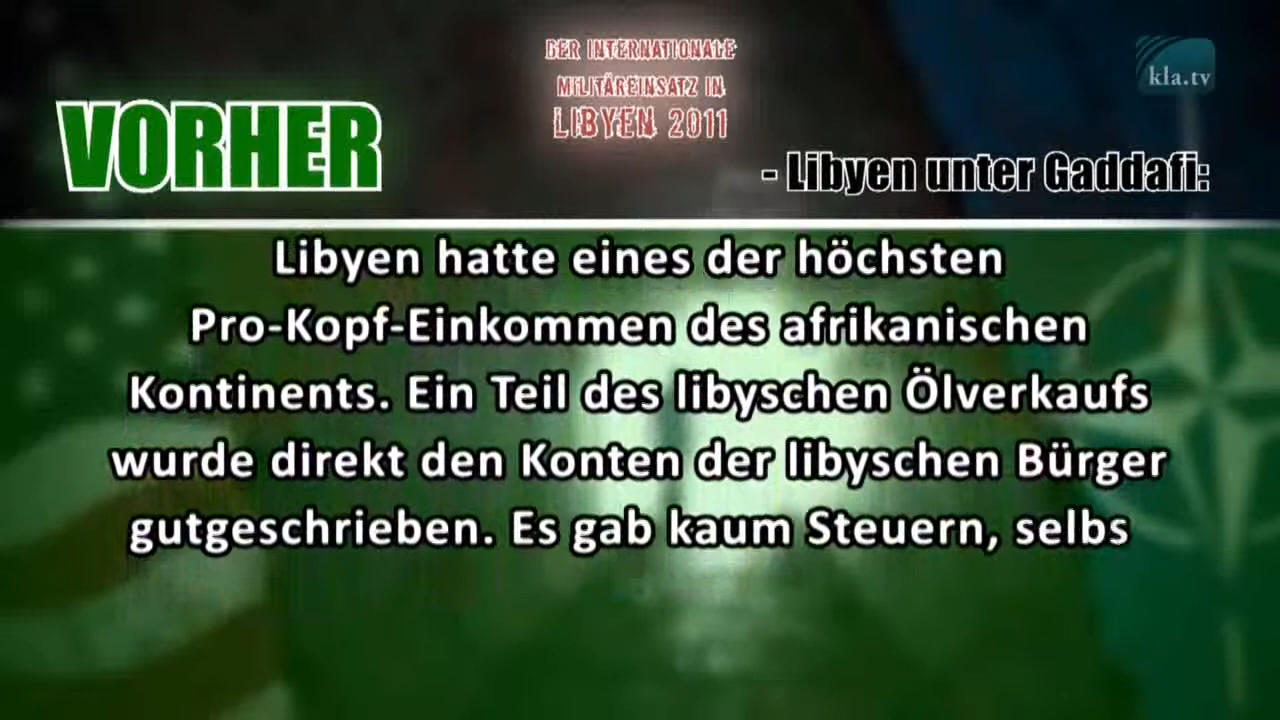 DER INTERNATIONALE
MILITÄREINSATZ IN
LIBYEN 2011
kla.tv
VORHER
- Libyen unter Gaddafi:
Libyen hatte eines der höchsten
Pro-Kopf-Einkommen des afrikanischen
Kontinents. Ein Teil des libyschen Ölverkaufs
wurde direkt den Konten der libyschen Bürger
gutgeschrieben. Es gab kaum Steuern, selbs